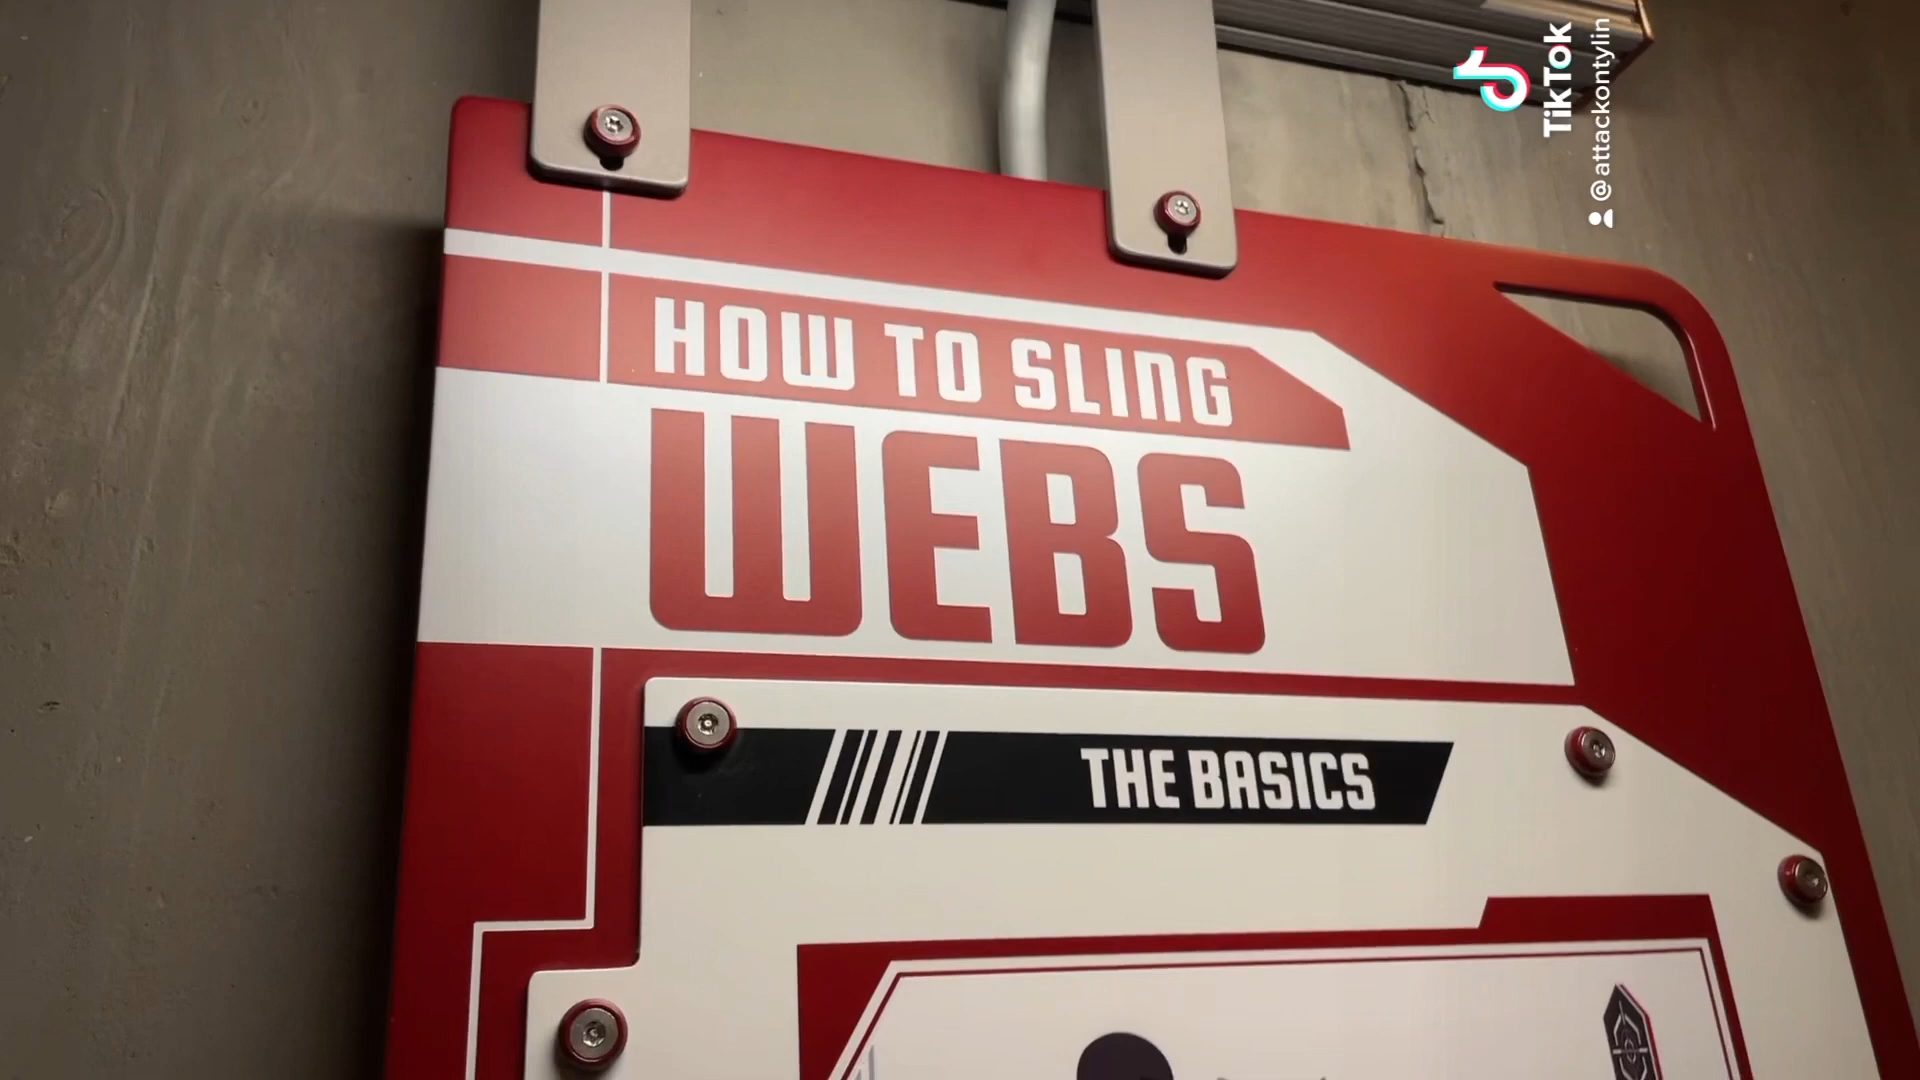 HOW TO SLING
WEBS
THE BASICS
TikTok
@attackontylin